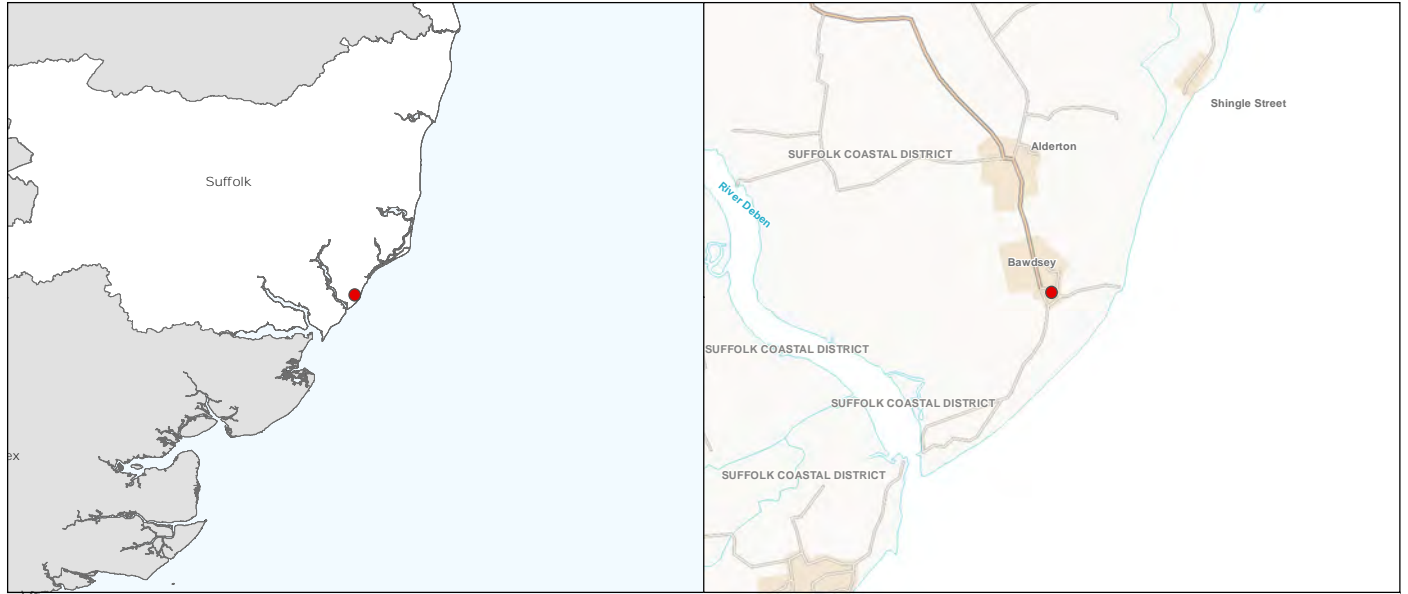 Suffolk
ex
Shingle Street
Alderton
SUFFOLK COASTAL DISTRICT
River Deben
Bawdsey
SUFFOLK COASTAL DISTRICT
SUFFOLK COASTAL DISTRICT
SUFFOLK COASTAL DISTRICT